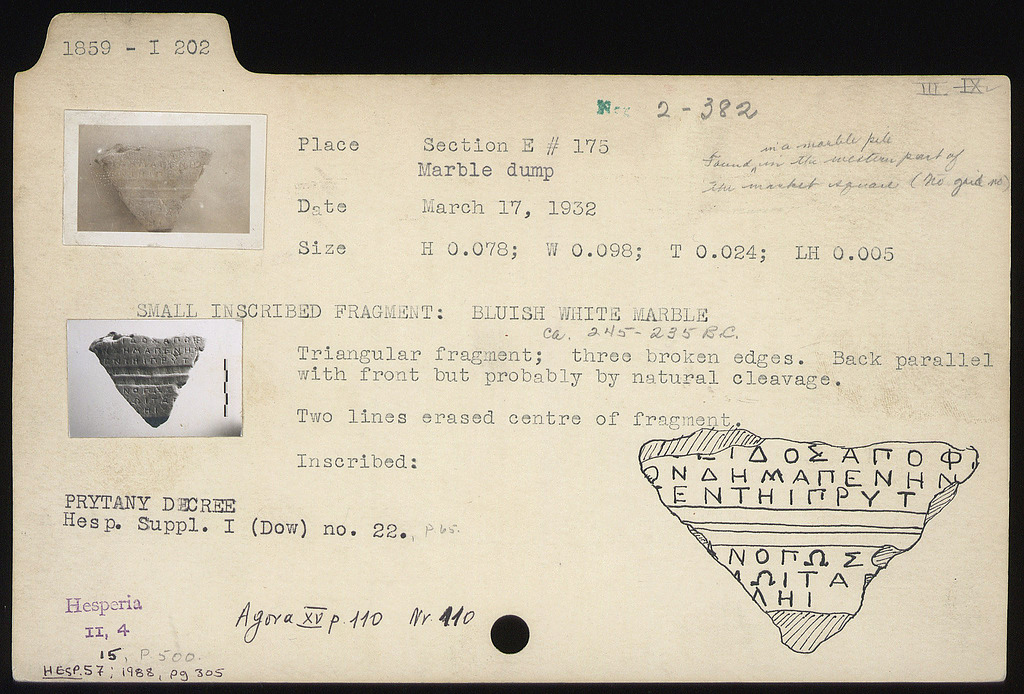 1859 - I 202
III IX
Neg 2-382
Place Section E # 175
Marble dump
in a marble pile
Found in the western part of
the market square (No grid no)
Date March 17, 1932
Size H 0.078; W 0.098; T 0.024; LH 0.005
SMALL INSCRIBED FRAGMENT: BLUISH WHITE MARBLE
ca. 245-235 B.C.
Triangular fragment; three broken edges. Back parallel
with front but probably by natural cleavage.
Two lines erased centre of fragment.
Inscribed:
ΙΔΟΣΑΠΟΦ
ΩΝΔΗΜΑΠΕΝΗΝ
ΕΝΤΗΙΠΡΥΤ
ΝΟΠΩΣ
ΩΙΤΑ
ΛΗΙ
PRYTANY DECREE
Hesp. Suppl. I (Dow) no. 22., P 65.
Hesperia
II, 4
15, P 500.
HESP. 57; 1988, pg 305
Agora XV p. 110 Nr. 110